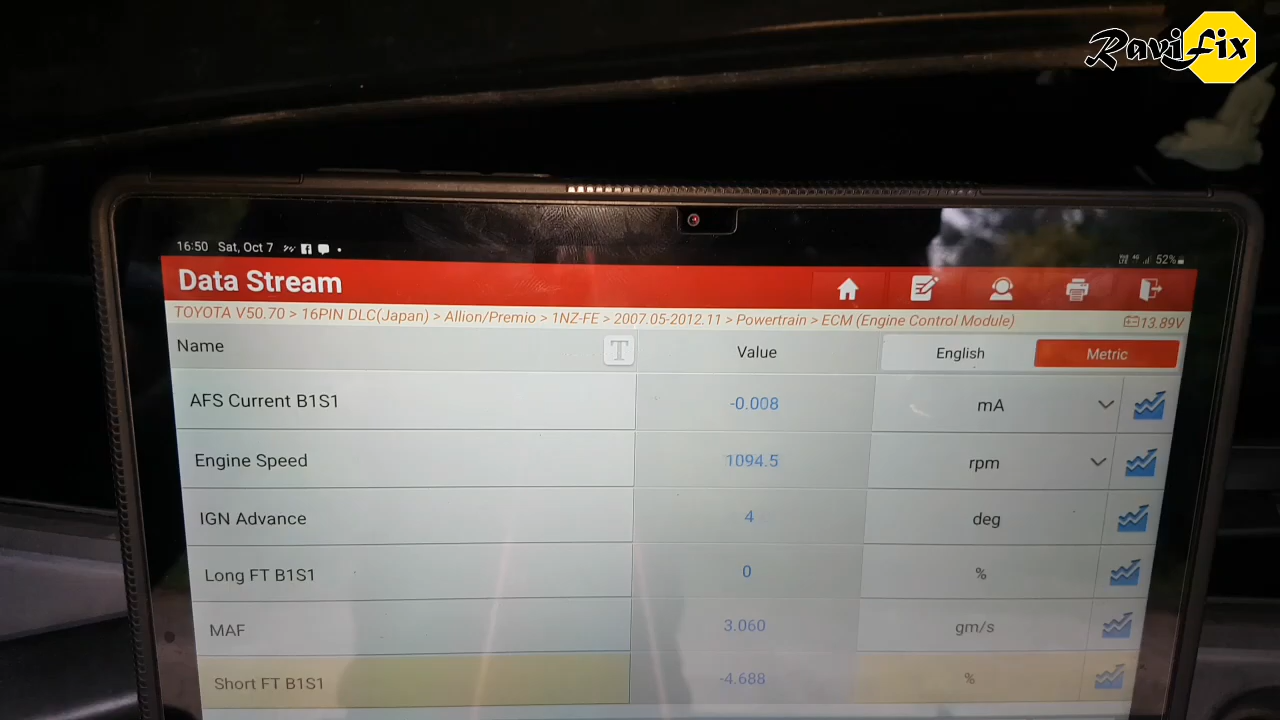 RaviFix
16:50 Sat, Oct 7
52%
Data Stream
TOYOTA V50.70 > 16PIN DLC(Japan) > Allion/Premio > 1NZ-FE > 2007.05-2012.11 > Powertrain > ECM (Engine Control Module)
13.89V
Name T Value English Metric
AFS Current B1S1 -0.008 mA
Engine Speed 1094.5 rpm
IGN Advance 4 deg
Long FT B1S1 0 %
MAF 3.060 gm/s
Short FT B1S1 -4.688 %